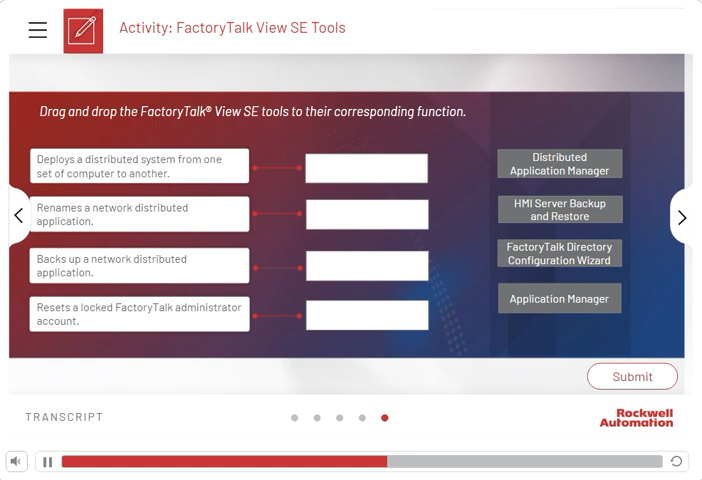 Activity: FactoryTalk View SE Tools
Drag and drop the FactoryTalk® View SE tools to their corresponding function.
Deploys a distributed system from one
set of computer to another.
Distributed
Application Manager
Renames a network distributed
application.
HMI Server Backup
and Restore
Backs up a network distributed
application.
FactoryTalk Directory
Configuration Wizard
Resets a locked FactoryTalk administrator
account.
Application Manager
Submit
TRANSCRIPT
Rockwell
Automation